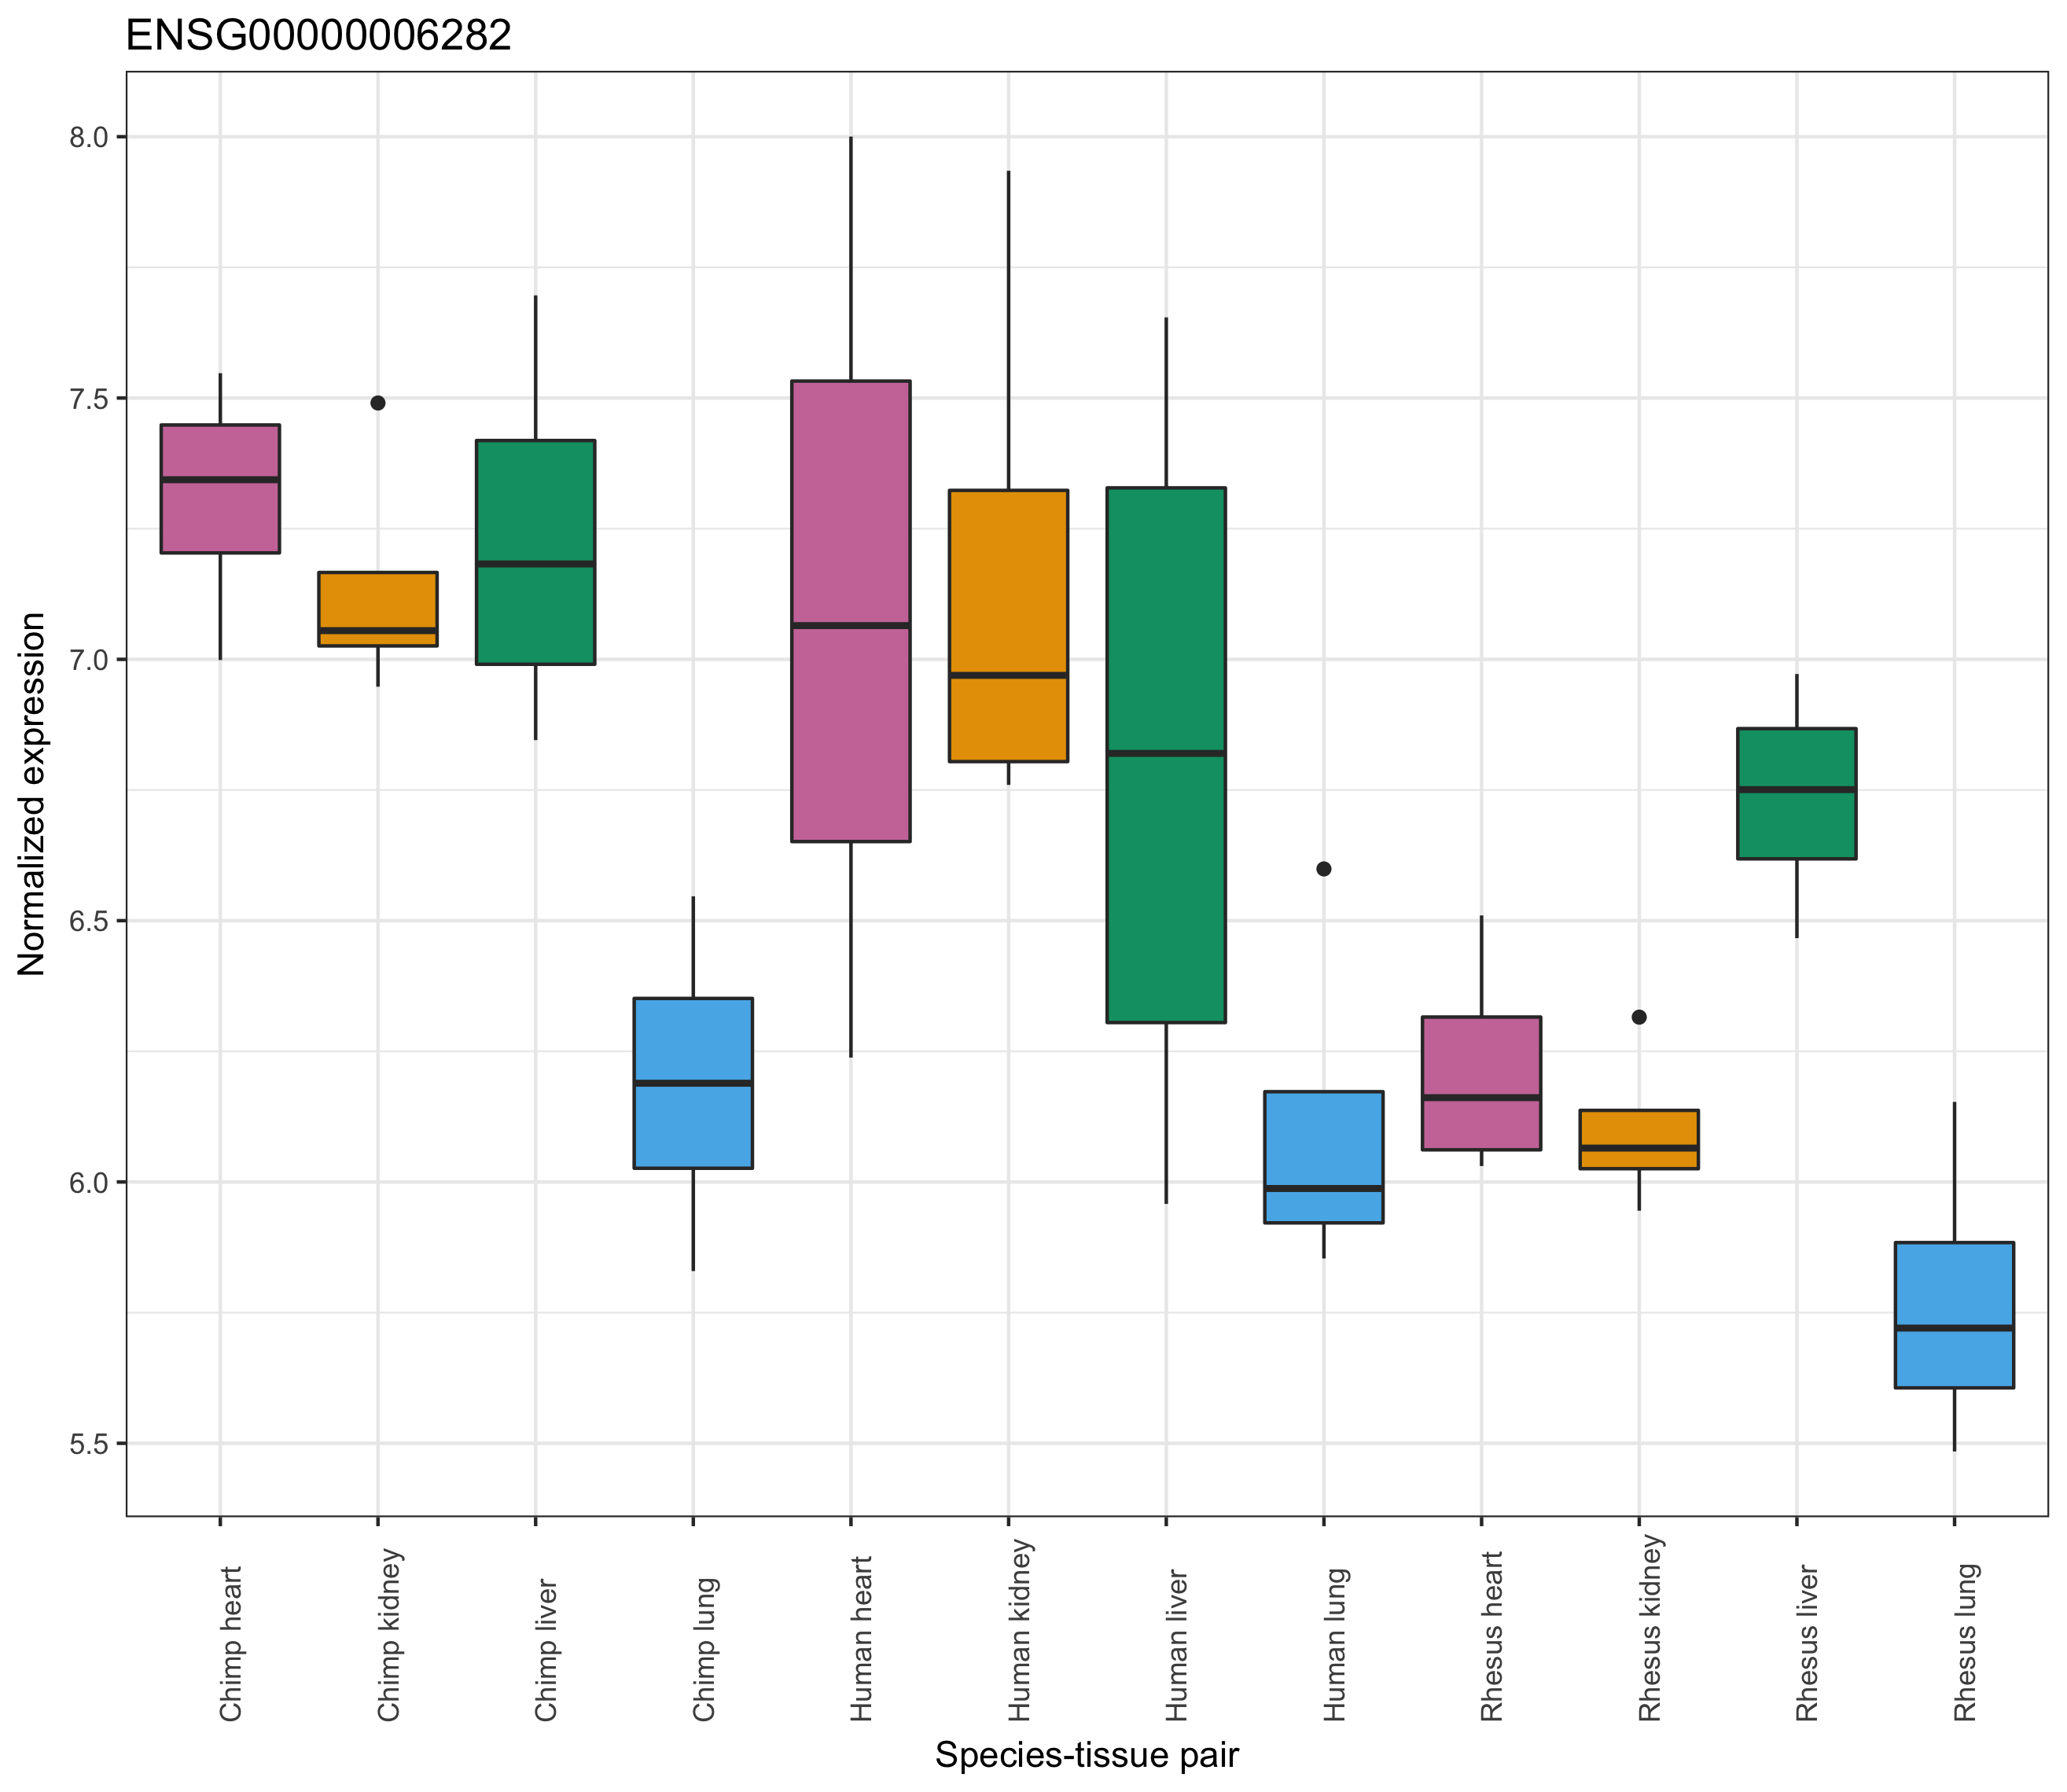 ENSG00000006282
Normalized expression
8.0
7.5
7.0
6.5
6.0
5.5
Chimp heart
Chimp kidney
Chimp liver
Chimp lung
Human heart
Human kidney
Human liver
Human lung
Rhesus heart
Rhesus kidney
Rhesus liver
Rhesus lung
Species-tissue pair